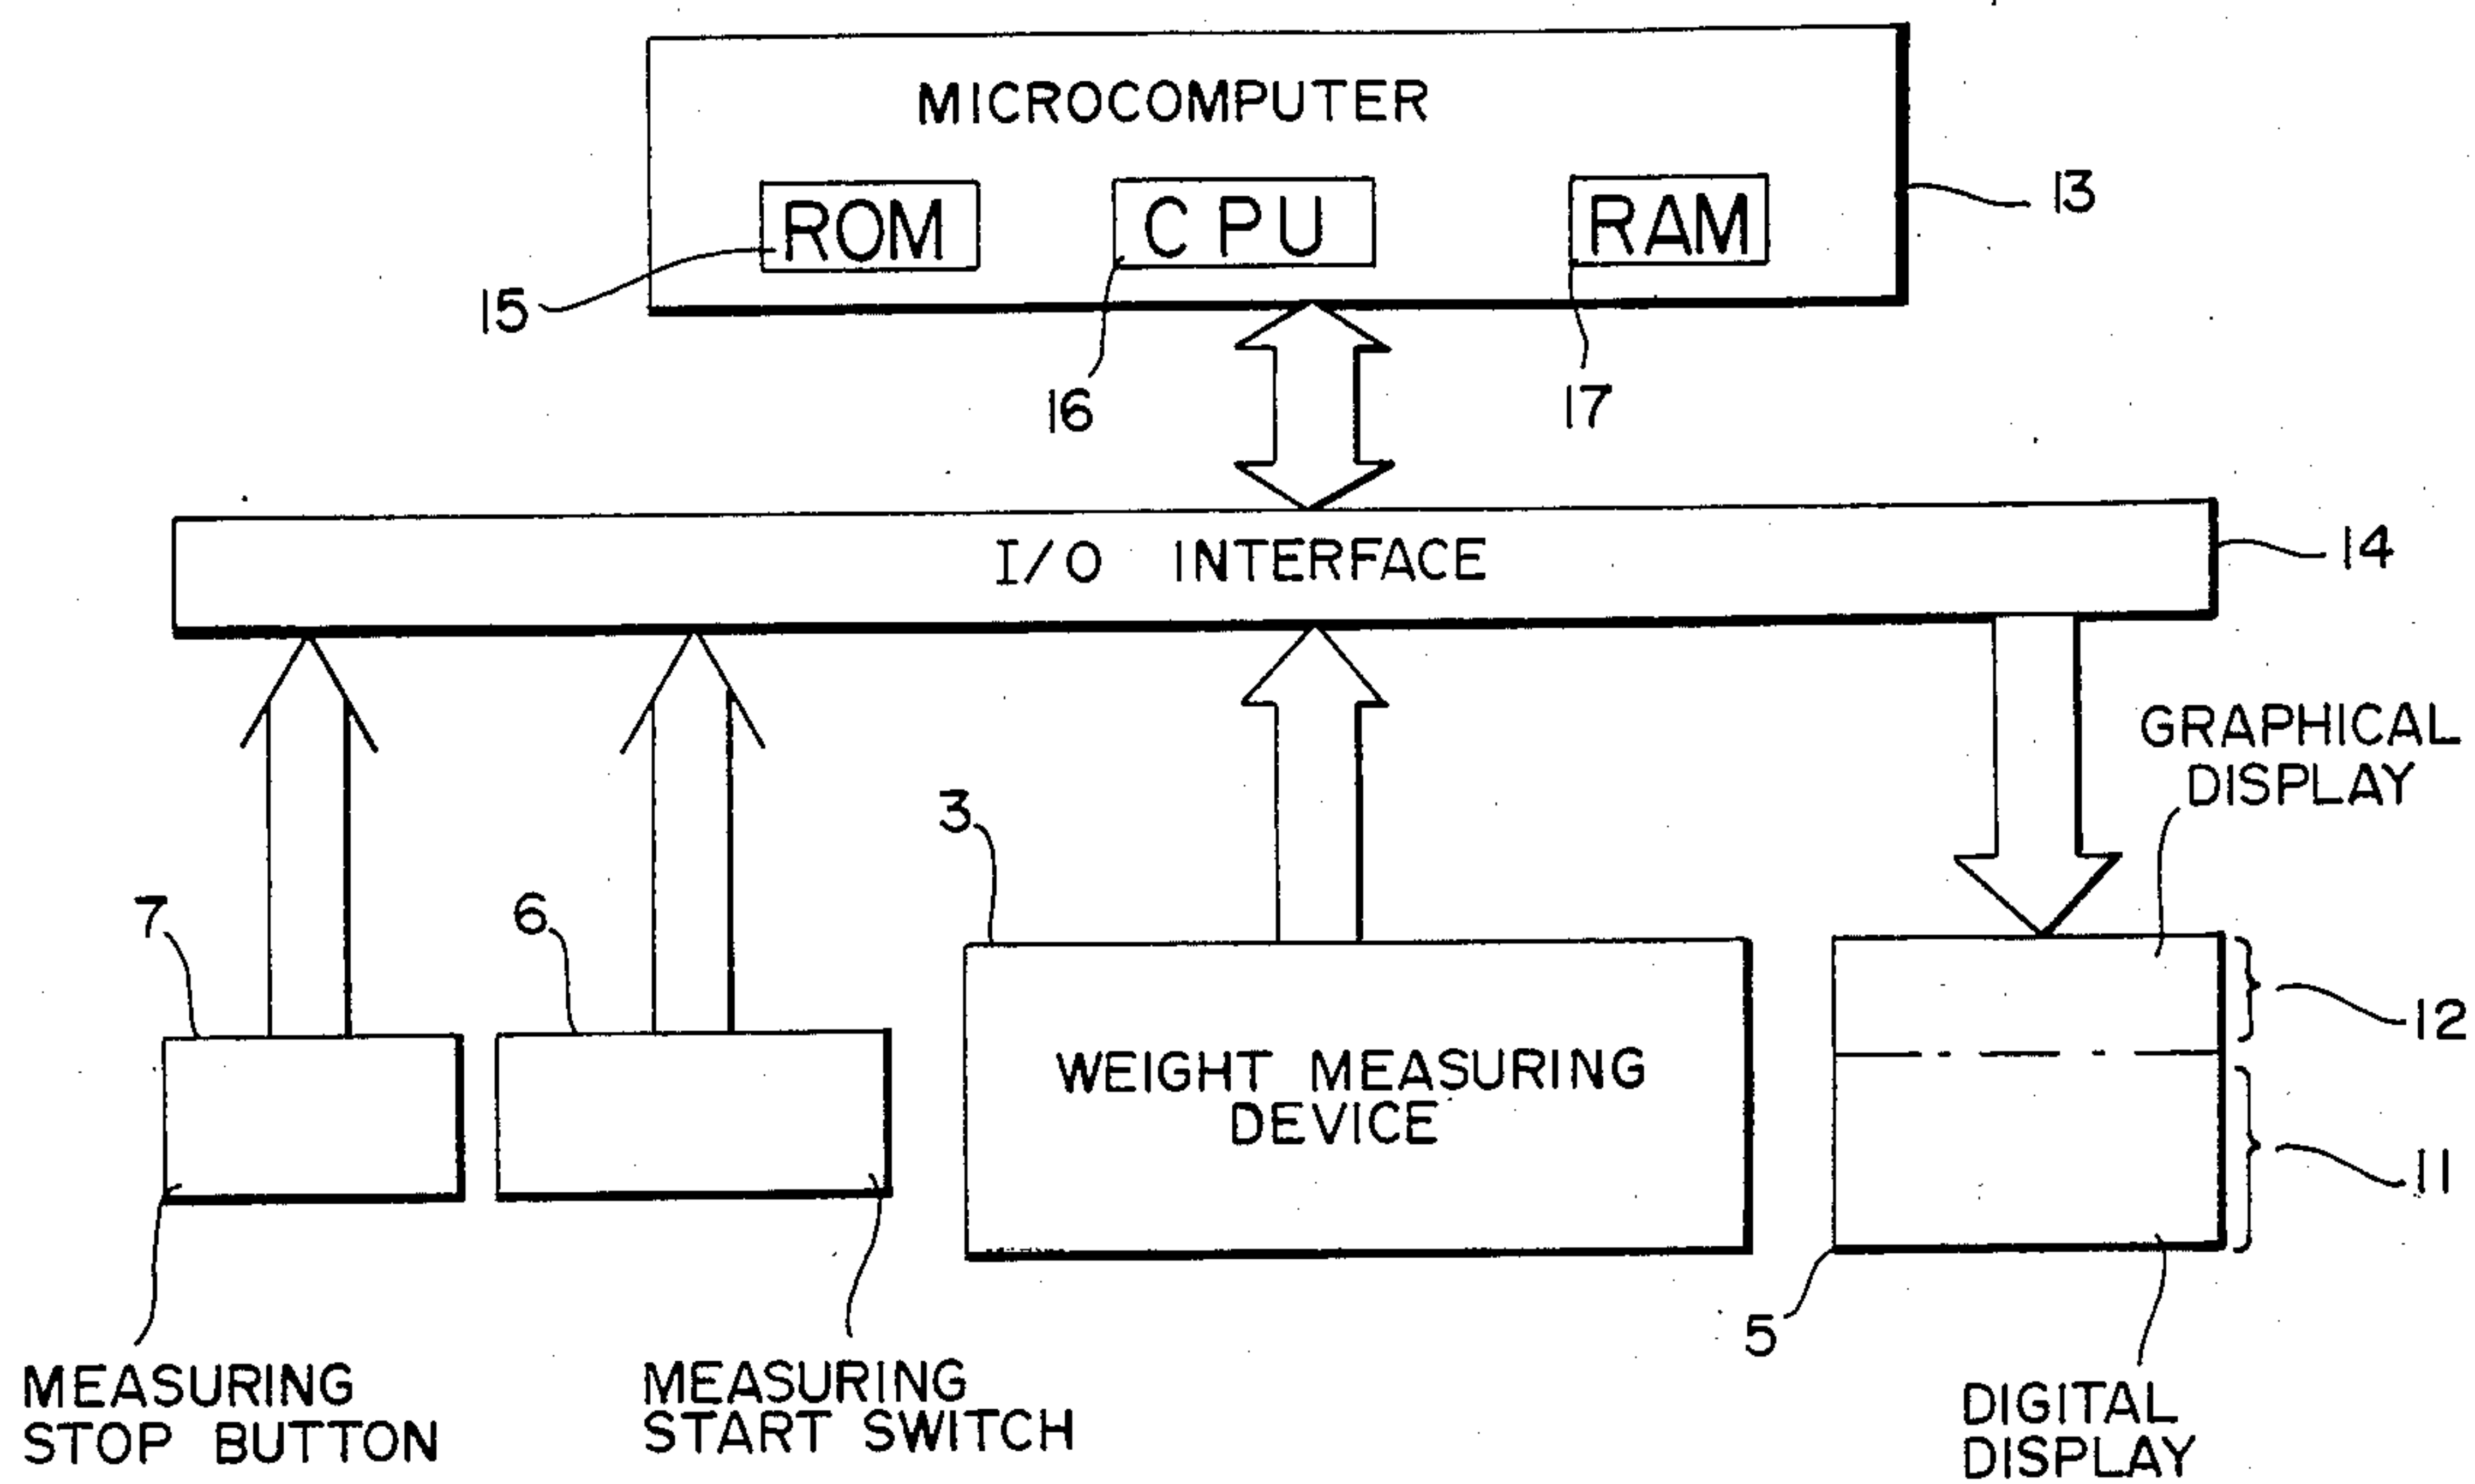 MICROCOMPUTER
ROM
CPU
RAM
13
15
16
17
I/O INTERFACE
14
GRAPHICAL
DISPLAY
3
7
6
12
WEIGHT MEASURING
DEVICE
11
5
MEASURING
STOP BUTTON
MEASURING
START SWITCH
DIGITAL
DISPLAY